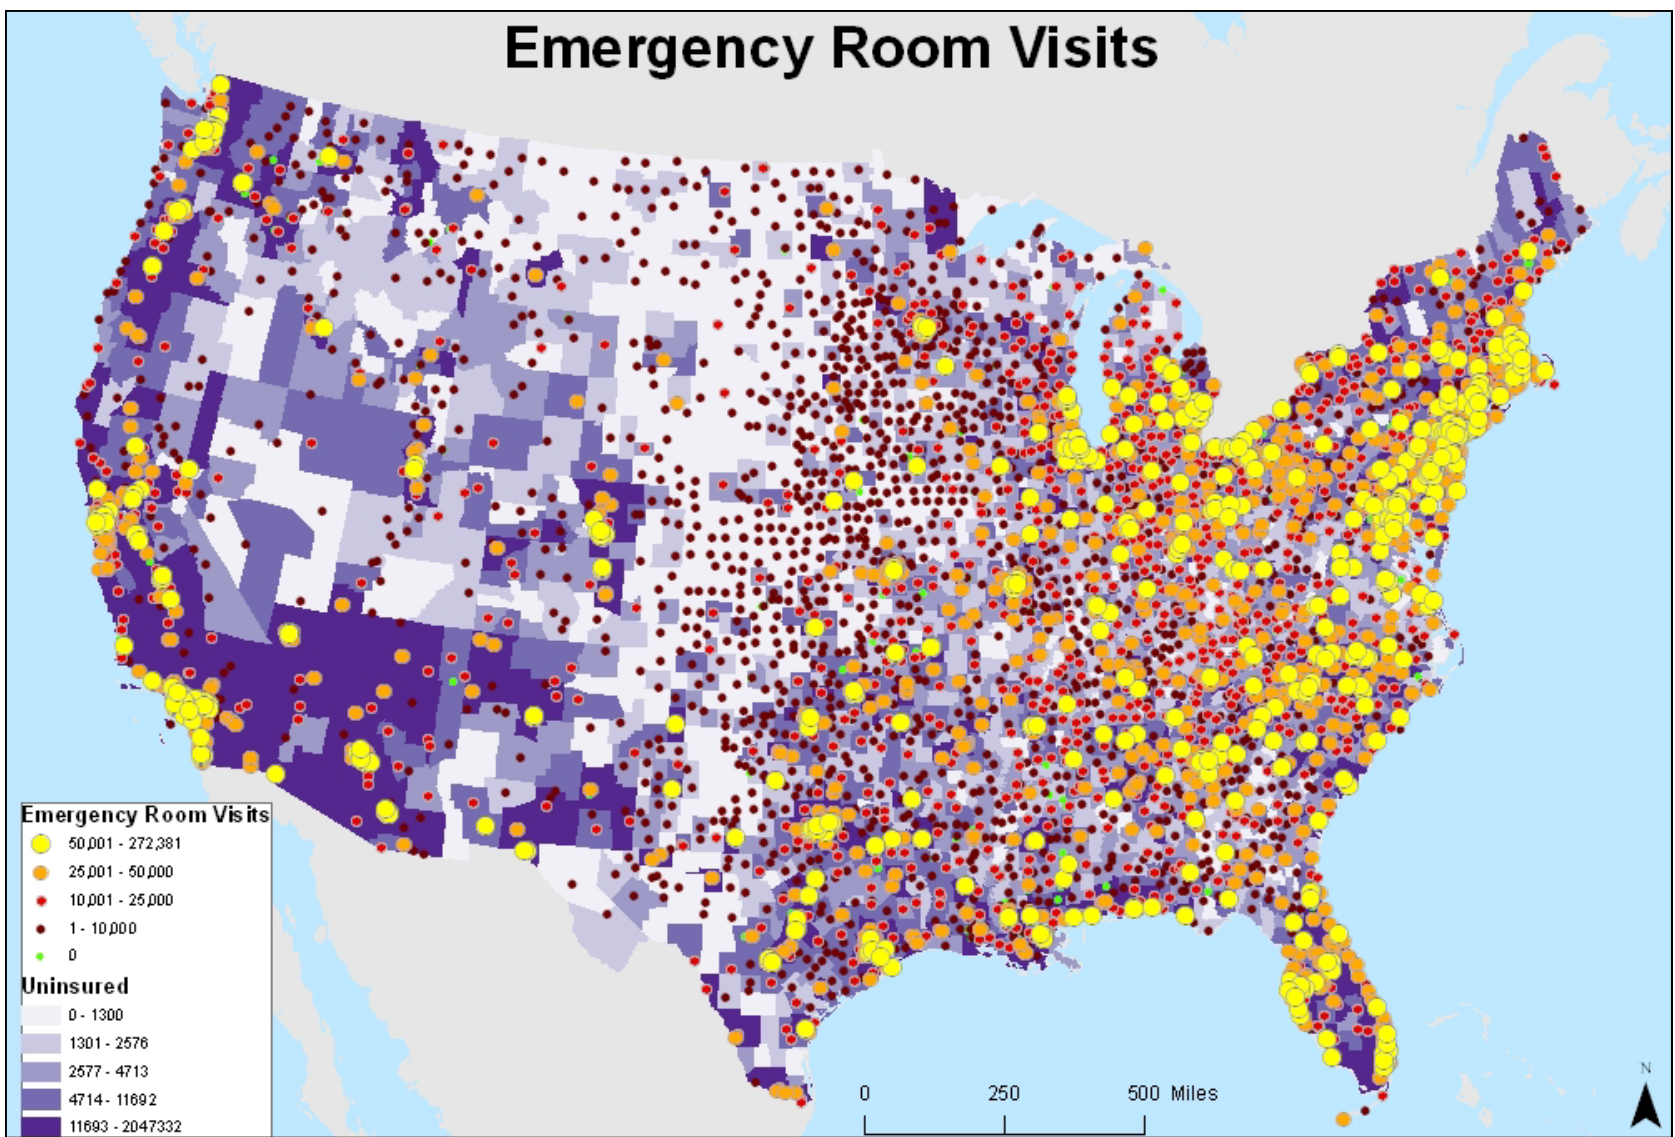 Emergency Room Visits
Emergency Room Visits
50,001 - 272,381
25,001 - 50,000
10,001 - 25,000
1 - 10,000
0
Uninsured
0 - 1300
1301 - 2576
2577 - 4713
4714 - 11692
11693 - 2047332
0 250 500 Miles
N